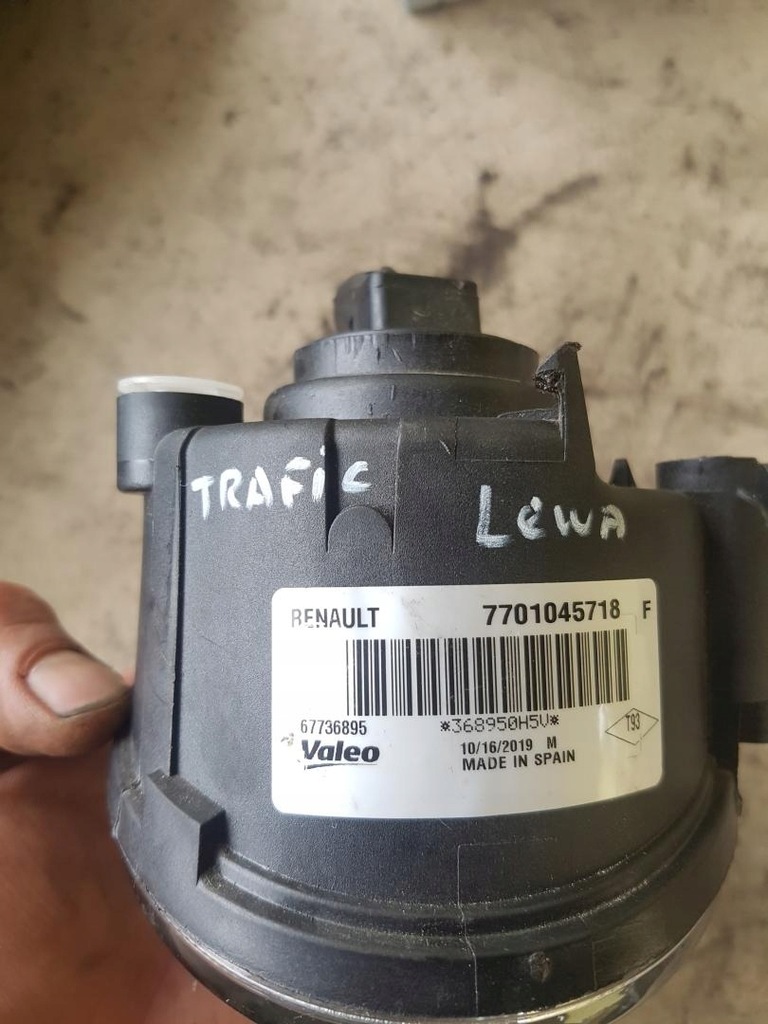 TRAFiC LEWA
RENAULT 7701045718 F
67736895 *368950H5V*
Valeo 10/16/2019 M T93
MADE IN SPAIN